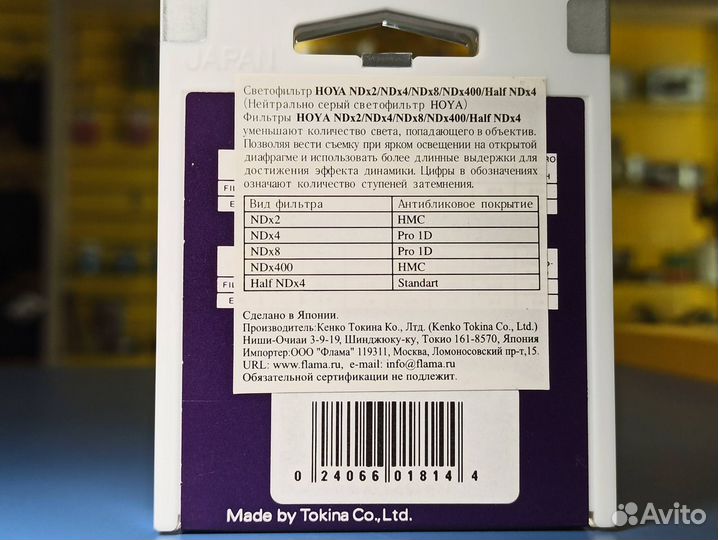 JAPAN
Светофильтр HOYA NDx2/NDx4/NDx8/NDx400/Half NDx4
(Нейтрально серый светофильтр HOYA)
Фильтры HOYA NDx2/NDx4/NDx8/NDx400/Half NDx4
уменьшают количество света, попадающего в объектив.
Позволяя вести съемку при ярком освещении на открытой
диафрагме и использовать более длинные выдержки для
достижения эффекта динамики. Цифры в обозначениях
означают количество ступеней затемнения.
Вид фильтра Антибликовое покрытие
NDx2 HMC
NDx4 Pro 1D
NDx8 Pro 1D
NDx400 HMC
Half NDx4 Standart
Сделано в Японии.
Производитель:Кенко Токина Ко., Лтд. (Kenko Tokina Co., Ltd.)
Ниши-Очиаи 3-9-19, Шинджюку-ку, Токио 161-8570, Япония
Импортер:ООО "Флама" 119311, Москва, Ломоносовский пр-т,15.
URL: www.flama.ru, e-mail: info@flama.ru
Обязательной сертификации не подлежит.
0 24066 01814 4
Made by Tokina Co.,Ltd.
Avito